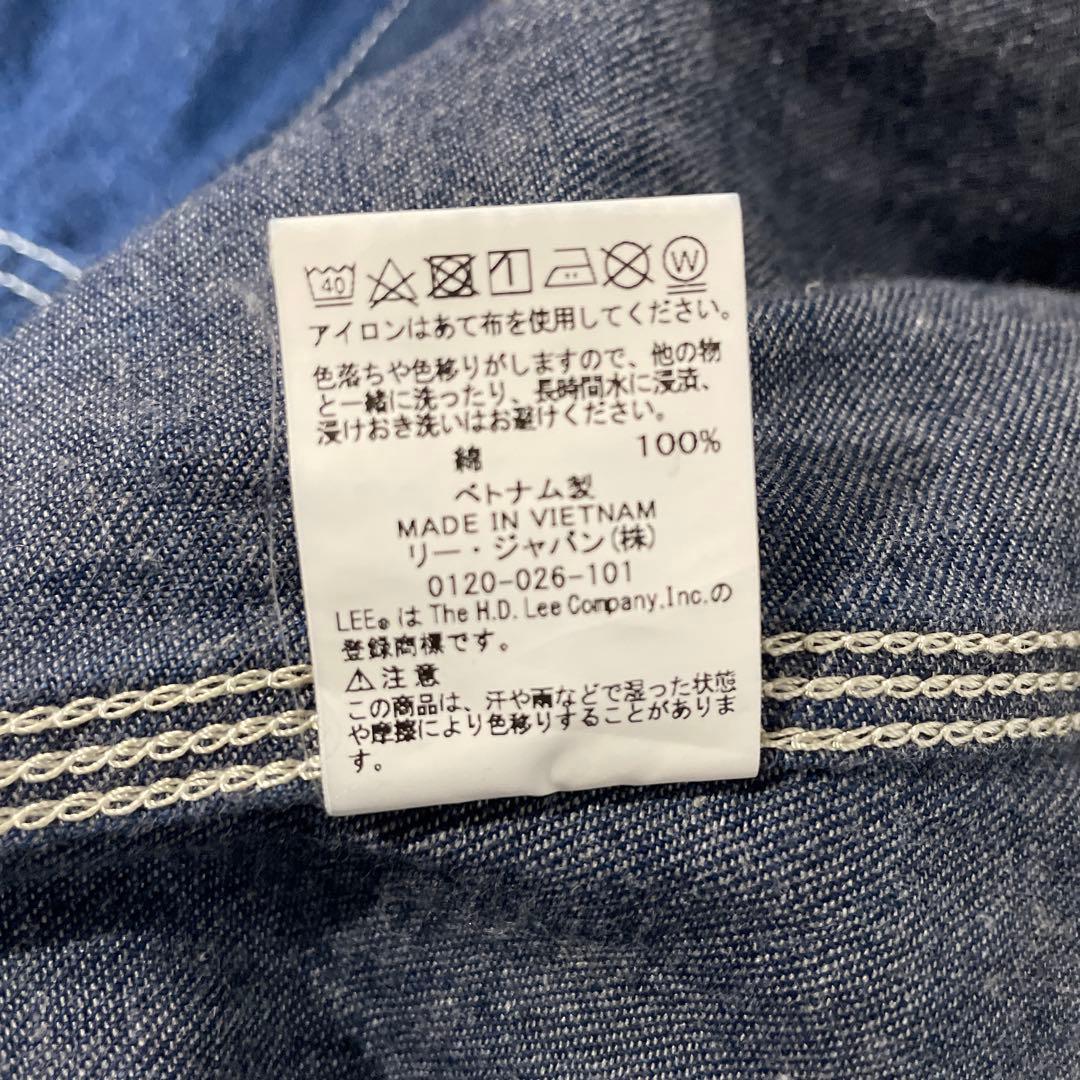 40 W
アイロンはあて布を使用してください。
色落ちや色移りがしますので、他の物
と一緒に洗ったり、長時間水に浸済、
浸けおき洗いはお避けください。
綿 100%
ベトナム製
MADE IN VIETNAM
リー・ジャパン(株)
0120-026-101
LEE® は The H.D. Lee Company,Inc.の
登録商標です。
⚠注意
この商品は、汗や雨などで湿った状態
や摩擦により色移りすることがありま
す。